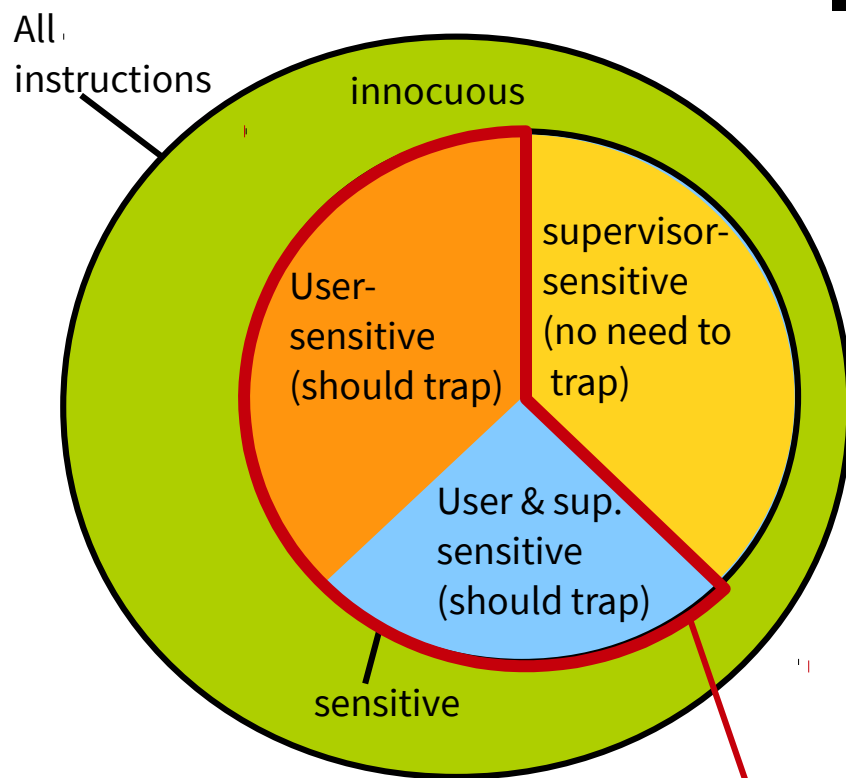 All
instructions
innocuous
supervisor-
sensitive
(no need to
trap)
User-
sensitive
(should trap)
User & sup.
sensitive
(should trap)
sensitive